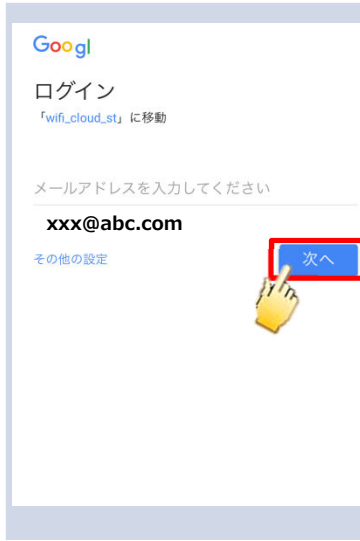 Googl
ログイン
「wifi_cloud_st」に移動
メールアドレスを入力してください
xxx@abc.com
その他の設定
次へ